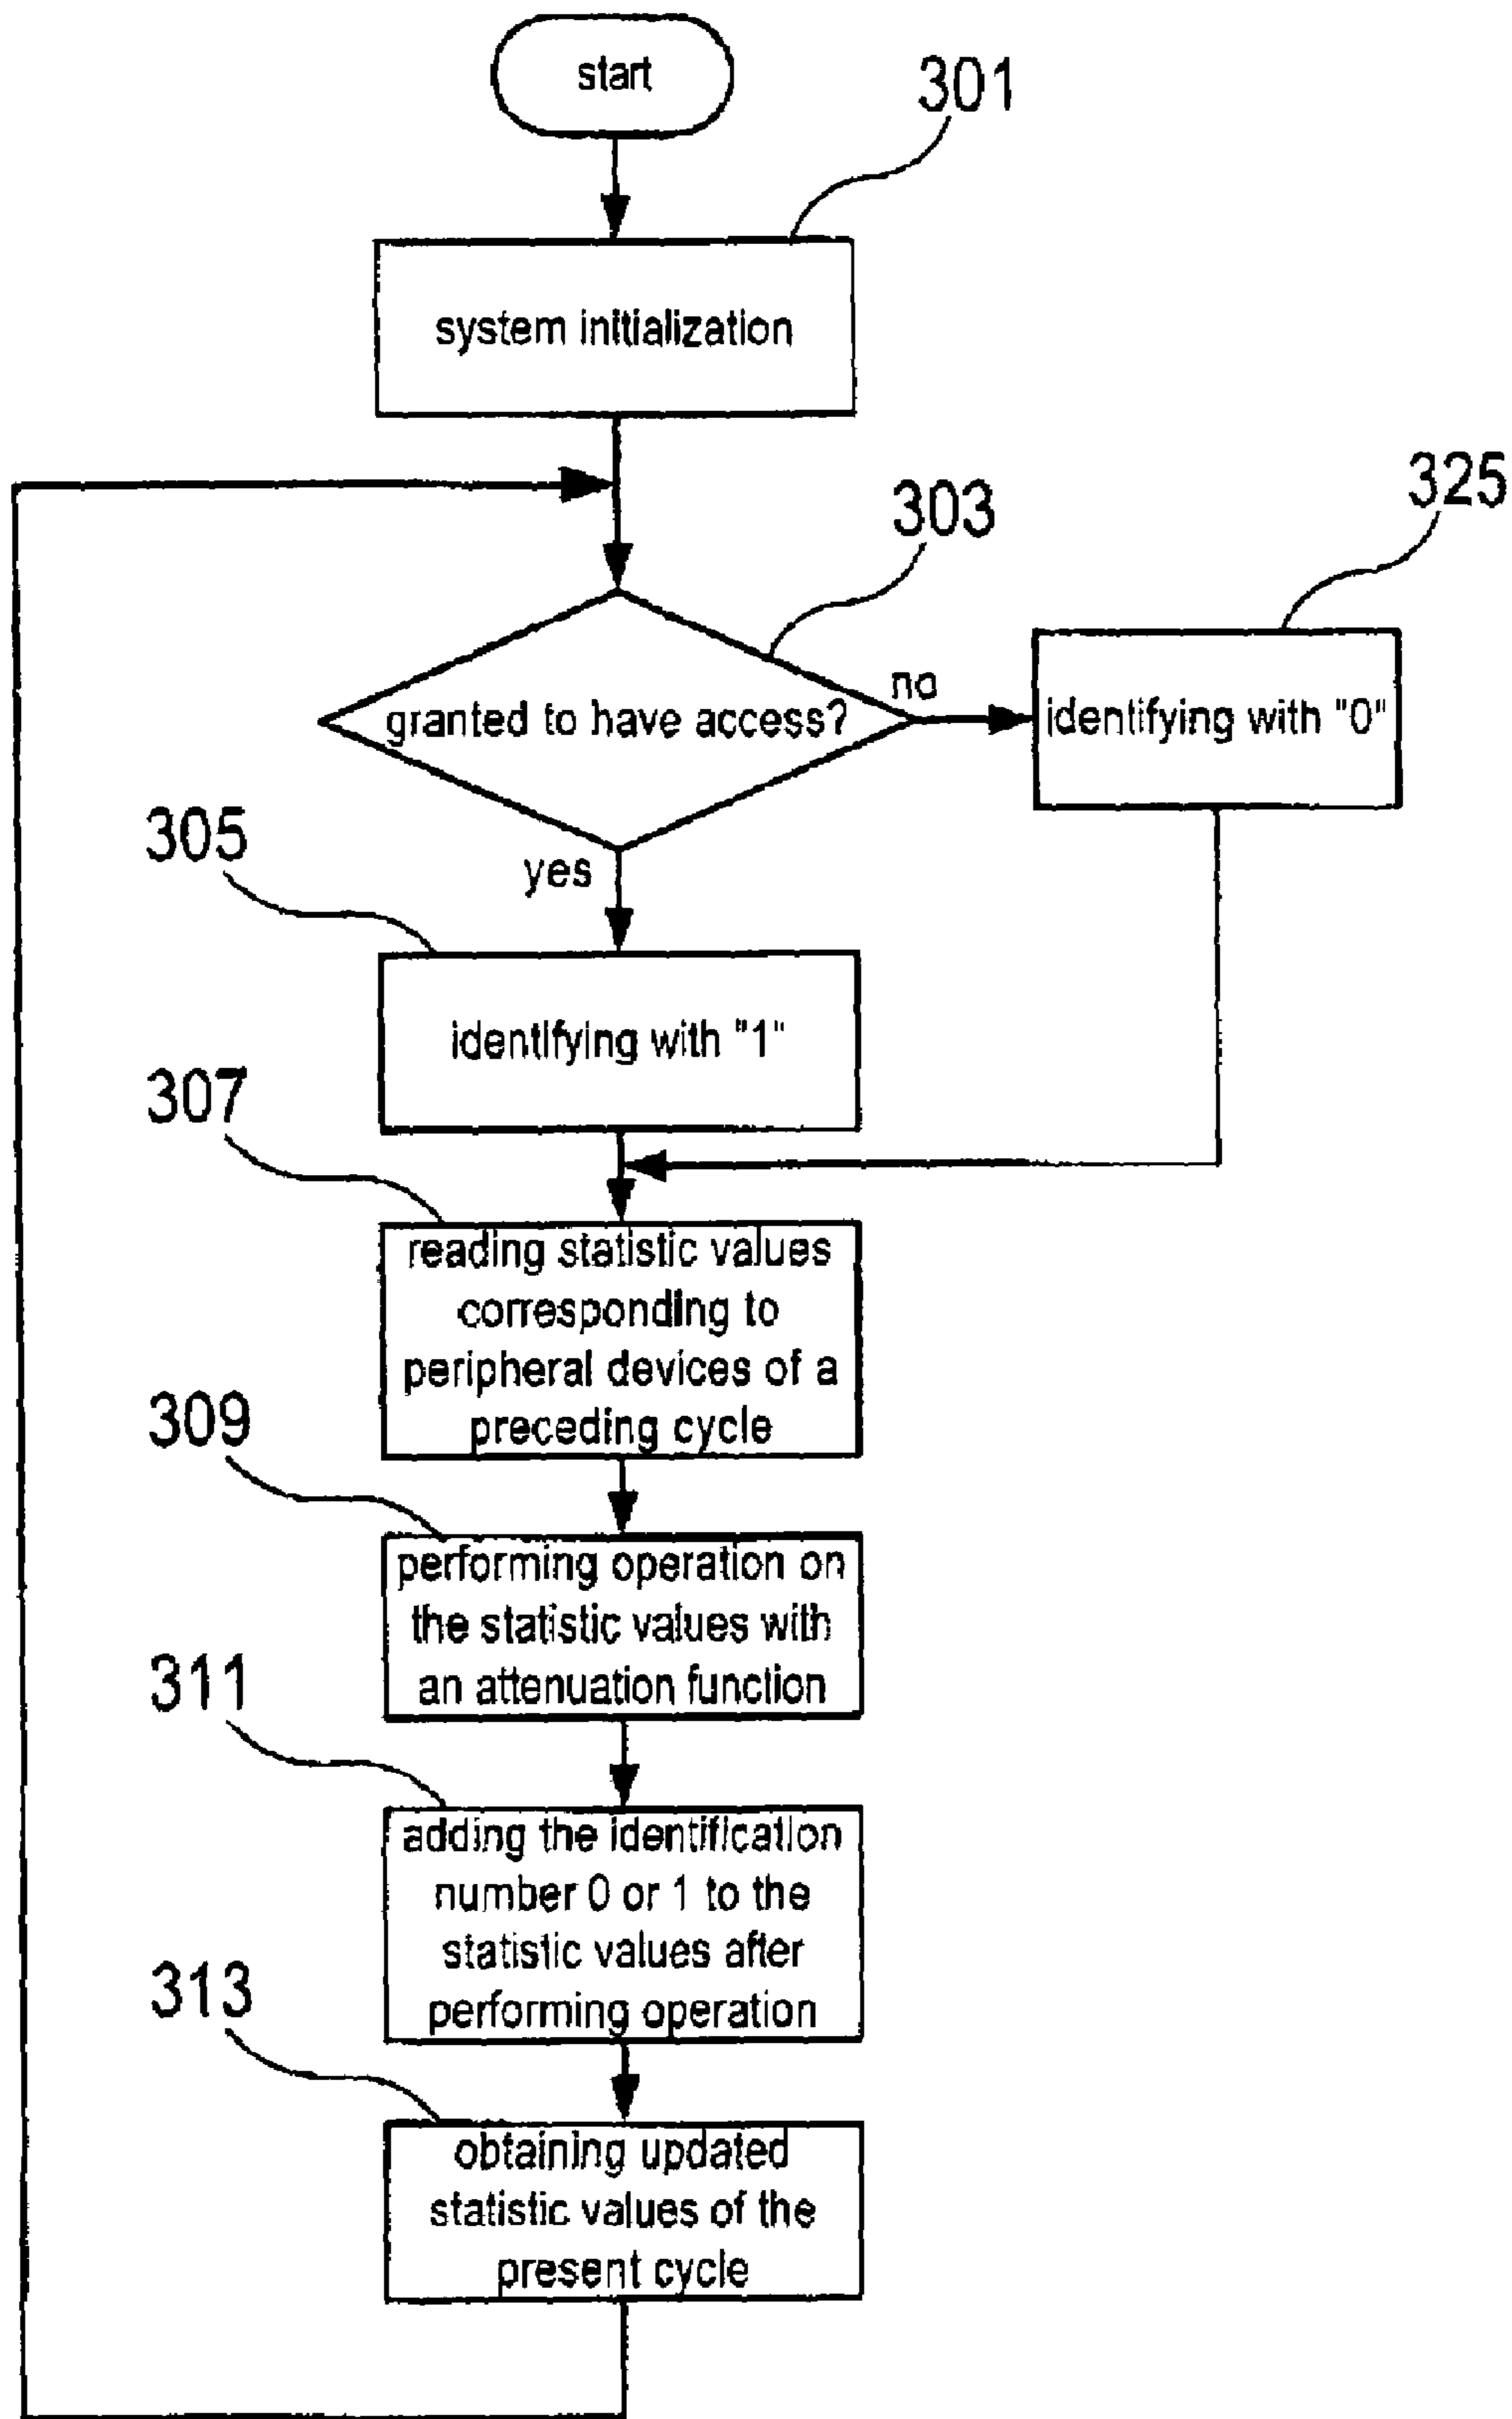 start
301
system initialization
325
303
no
granted to have access?
identifying with "0"
305
yes
identifying with "1"
307
reading statistic values
corresponding to
peripheral devices of a
preceding cycle
309
performing operation on
the statistic values with
an attenuation function
311
adding the identification
number 0 or 1 to the
statistic values after
performing operation
313
obtaining updated
statistic values of the
present cycle